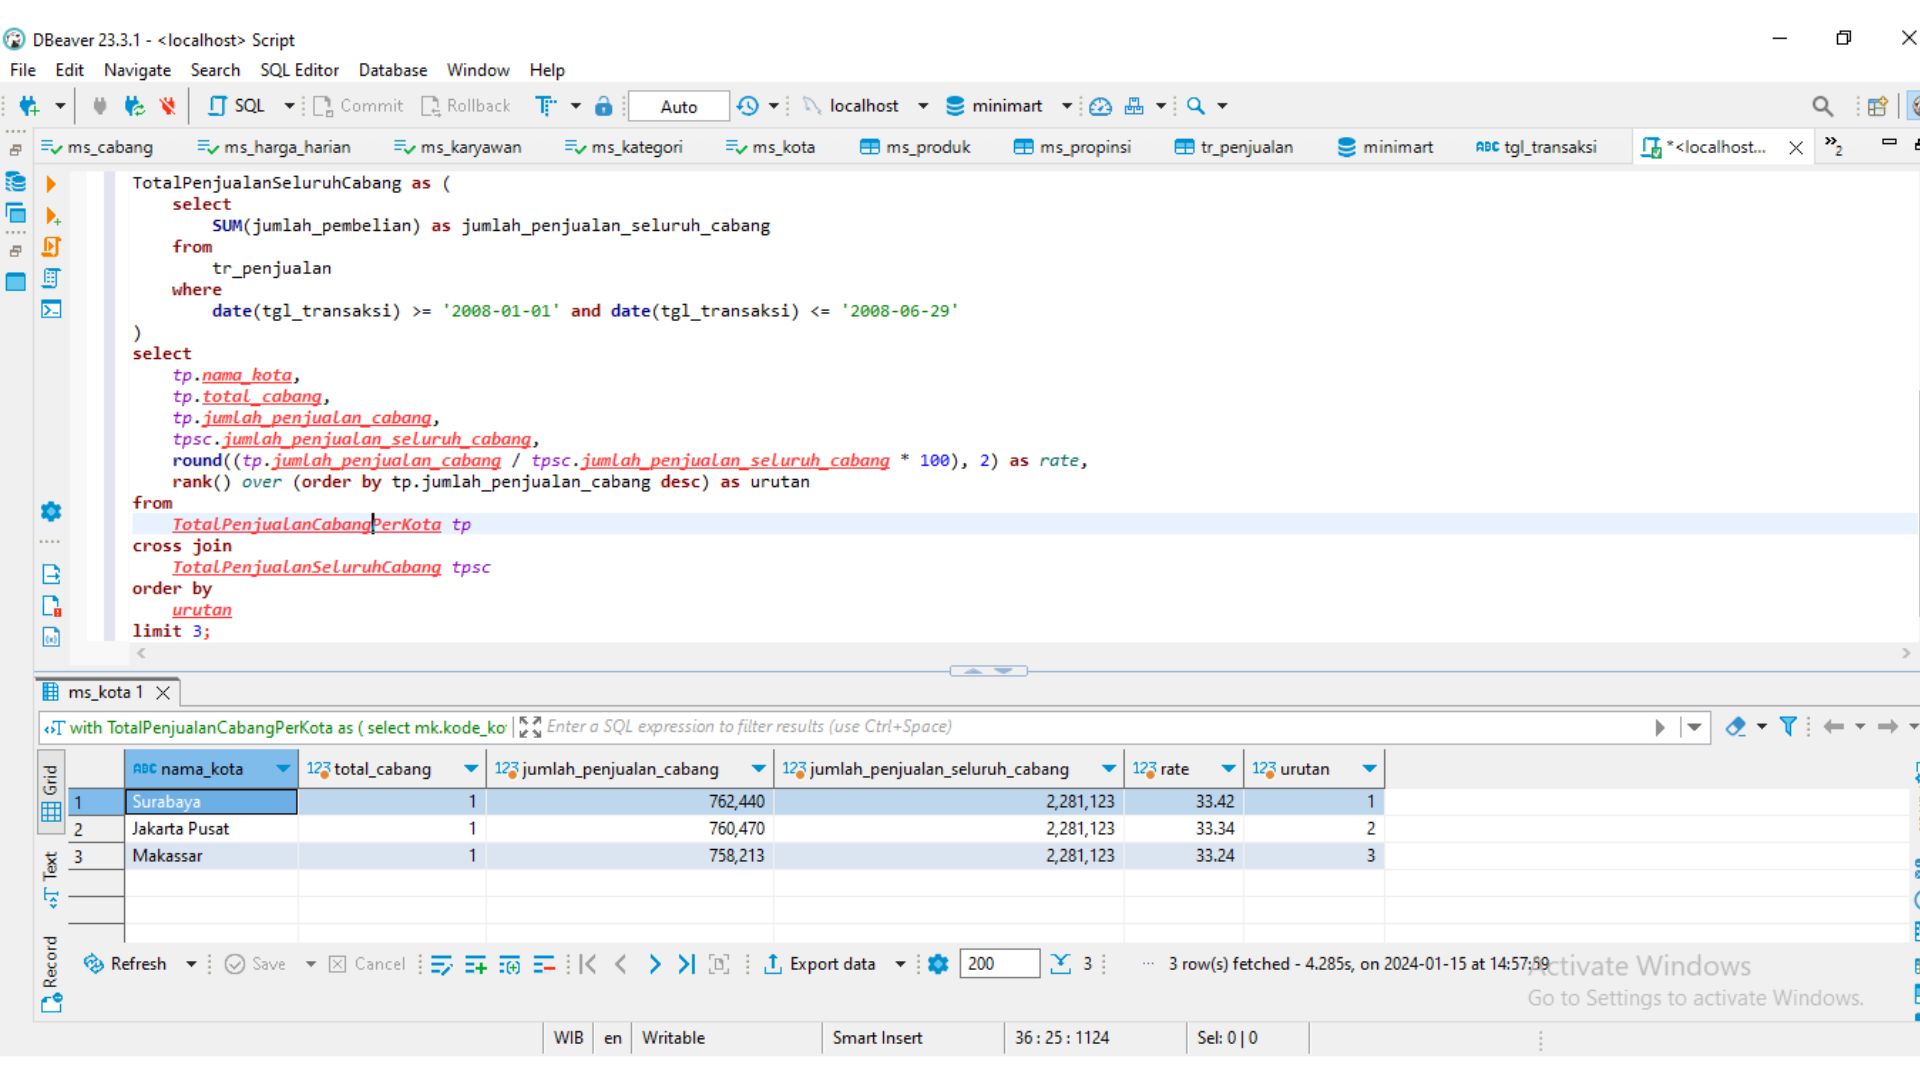 DBeaver 23.3.1 - <localhost> Script
File Edit Navigate Search SQL Editor Database Window Help
SQL Commit Rollback Auto localhost minimart
ms_cabang ms_harga_harian ms_karyawan ms_kategori ms_kota ms_produk ms_propinsi tr_penjualan minimart ABC tgl_transaksi *<localhost... »2
TotalPenjualanSeluruhCabang as (
select
SUM(jumlah_pembelian) as jumlah_penjualan_seluruh_cabang
from
tr_penjualan
where
date(tgl_transaksi) >= '2008-01-01' and date(tgl_transaksi) <= '2008-06-29'
)
select
tp.nama_kota,
tp.total_cabang,
tp.jumlah_penjualan_cabang,
tpsc.jumlah_penjualan_seluruh_cabang,
round((tp.jumlah_penjualan_cabang / tpsc.jumlah_penjualan_seluruh_cabang * 100), 2) as rate,
rank() over (order by tp.jumlah_penjualan_cabang desc) as urutan
from
TotalPenjualanCabangPerKota tp
cross join
TotalPenjualanSeluruhCabang tpsc
order by
urutan
limit 3;
ms_kota 1
with TotalPenjualanCabangPerKota as ( select mk.kode_ko Enter a SQL expression to filter results (use Ctrl+Space)
Grid
Text
Record
ABC nama_kota 123 total_cabang 123 jumlah_penjualan_cabang 123 jumlah_penjualan_seluruh_cabang 123 rate 123 urutan
1 Surabaya 1 762,440 2,281,123 33.42 1
2 Jakarta Pusat 1 760,470 2,281,123 33.34 2
3 Makassar 1 758,213 2,281,123 33.24 3
Refresh Save Cancel Export data 200 3 ... 3 row(s) fetched - 4.285s, on 2024-01-15 at
Activate Windows
Go to Settings to activate Windows.
WIB en Writable Smart Insert 36 : 25 : 1124 Sel: 0 | 0